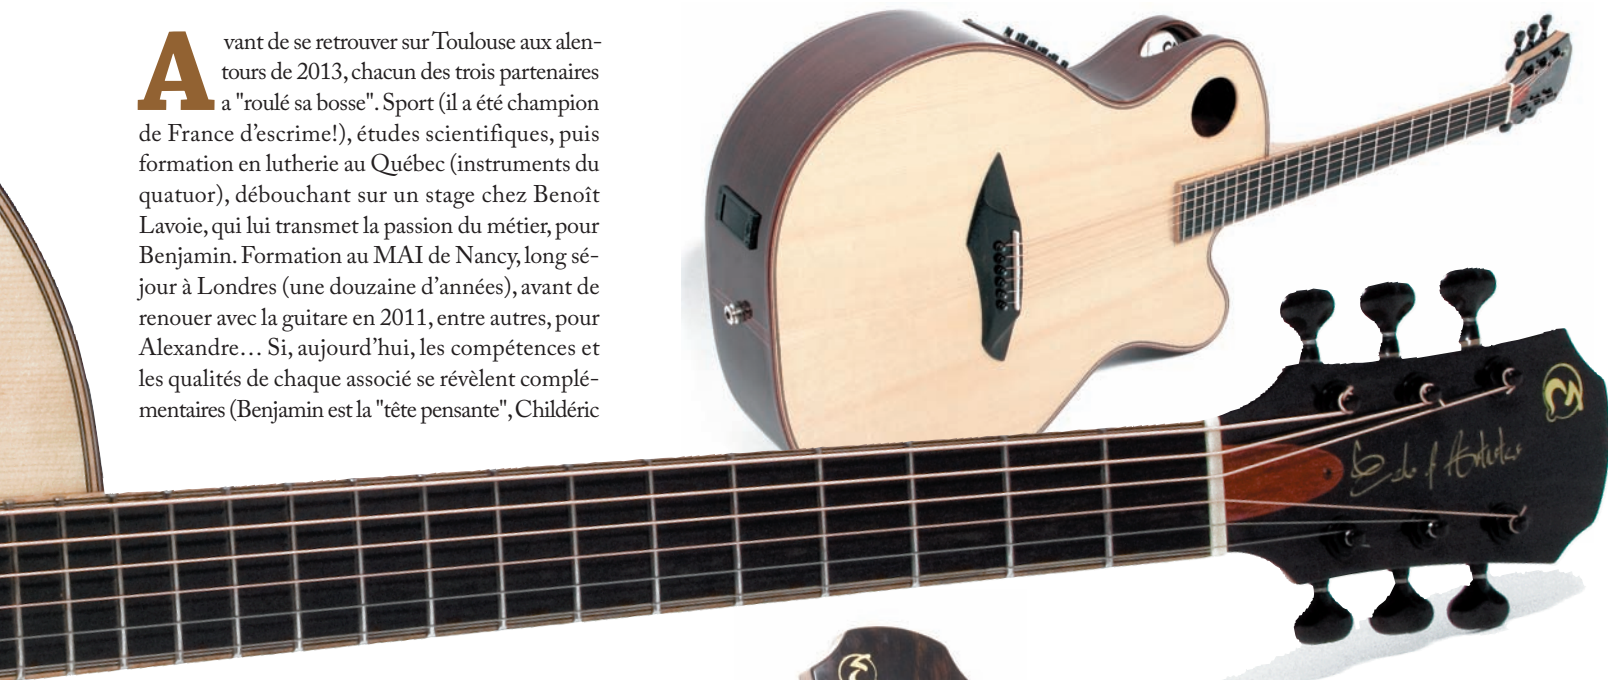 Avant de se retrouver sur Toulouse aux alen-
tours de 2013, chacun des trois partenaires
a "roulé sa bosse". Sport (il a été champion
de France d'escrime!), études scientifiques, puis
formation en lutherie au Québec (instruments du
quatuor), débouchant sur un stage chez Benoît
Lavoie, qui lui transmet la passion du métier, pour
Benjamin. Formation au MAI de Nancy, long sé-
jour à Londres (une douzaine d'années), avant de
renouer avec la guitare en 2011, entre autres, pour
Alexandre… Si, aujourd'hui, les compétences et
les qualités de chaque associé se révèlent complé-
mentaires (Benjamin est la "tête pensante", Childéric